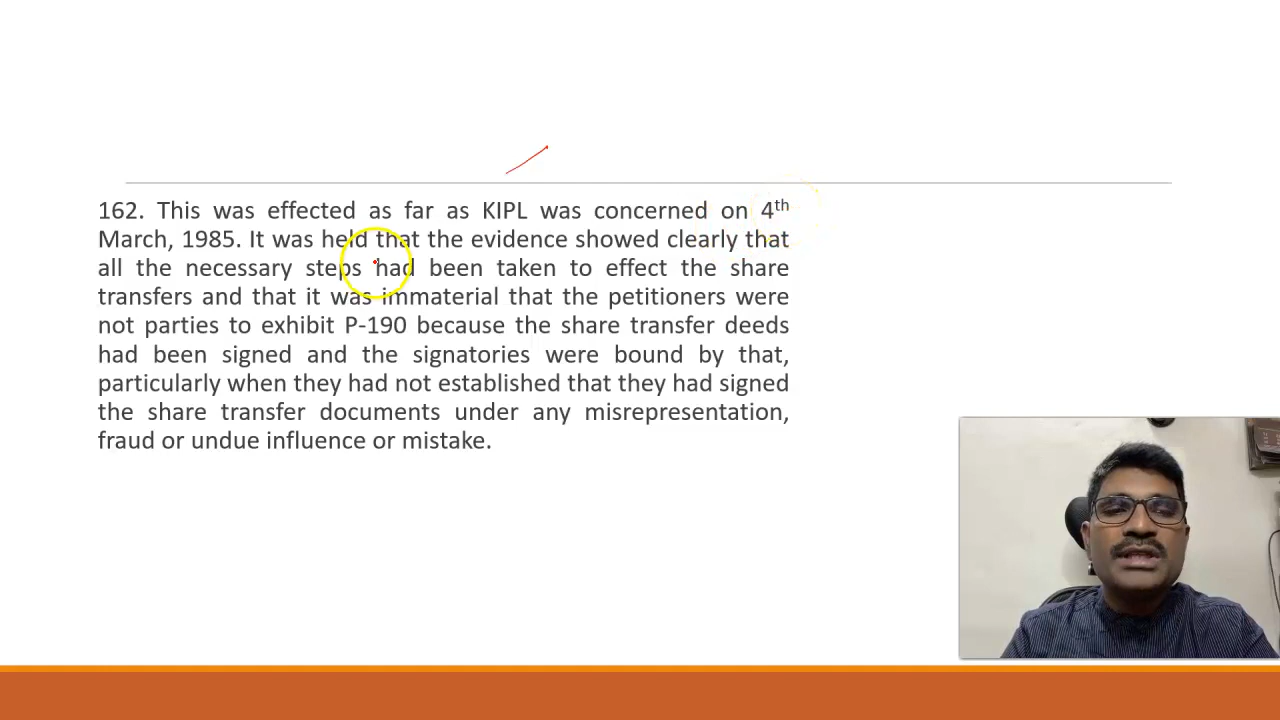 162. This was effected as far as KIPL was concerned on 4th
March, 1985. It was held that the evidence showed clearly that
all the necessary steps had been taken to effect the share
transfers and that it was immaterial that the petitioners were
not parties to exhibit P-190 because the share transfer deeds
had been signed and the signatories were bound by that,
particularly when they had not established that they had signed
the share transfer documents under any misrepresentation,
fraud or undue influence or mistake.